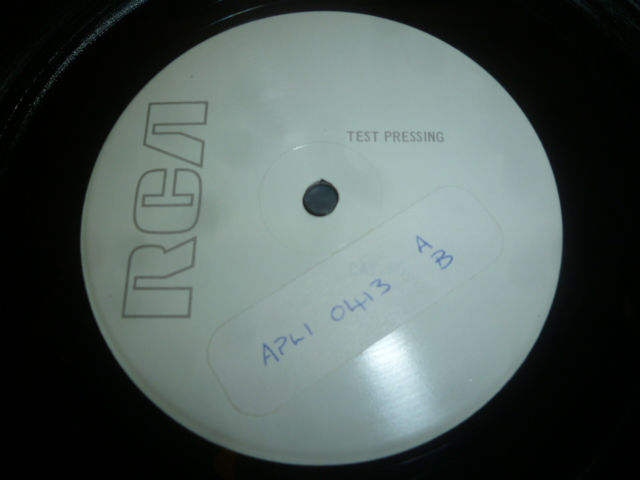 RCA
TEST PRESSING
APL1 0413 A
B